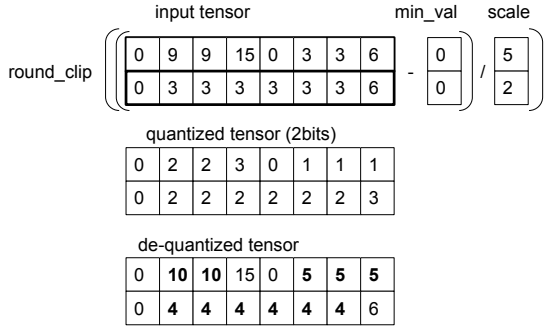 input tensor min_val scale
round_clip ((( 0 9 9 15 0 3 3 6 - 0 ) / 5 )
0 3 3 3 3 3 3 6 0 2
quantized tensor (2bits)
0 2 2 3 0 1 1 1
0 2 2 2 2 2 2 3
de-quantized tensor
0 10 10 15 0 5 5 5
0 4 4 4 4 4 4 6